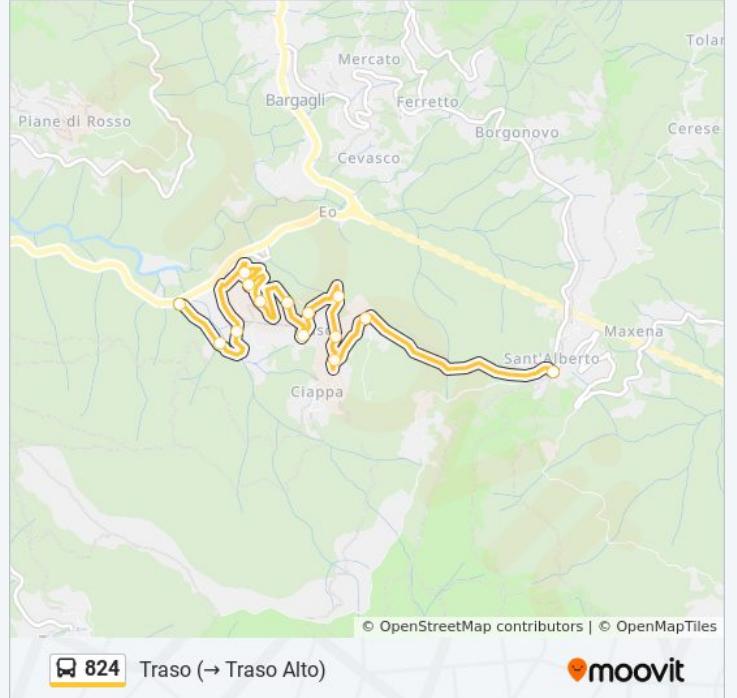 Tolar
Mercato
Bargagli
Ferretto
Piane di Rosso
Borgonovo
Cerese
Cevasco
Eo
so
Maxena
Sant'Alberto
Ciappa
© OpenStreetMap contributors | © OpenMapTiles
824 Traso (→ Traso Alto)
moovit